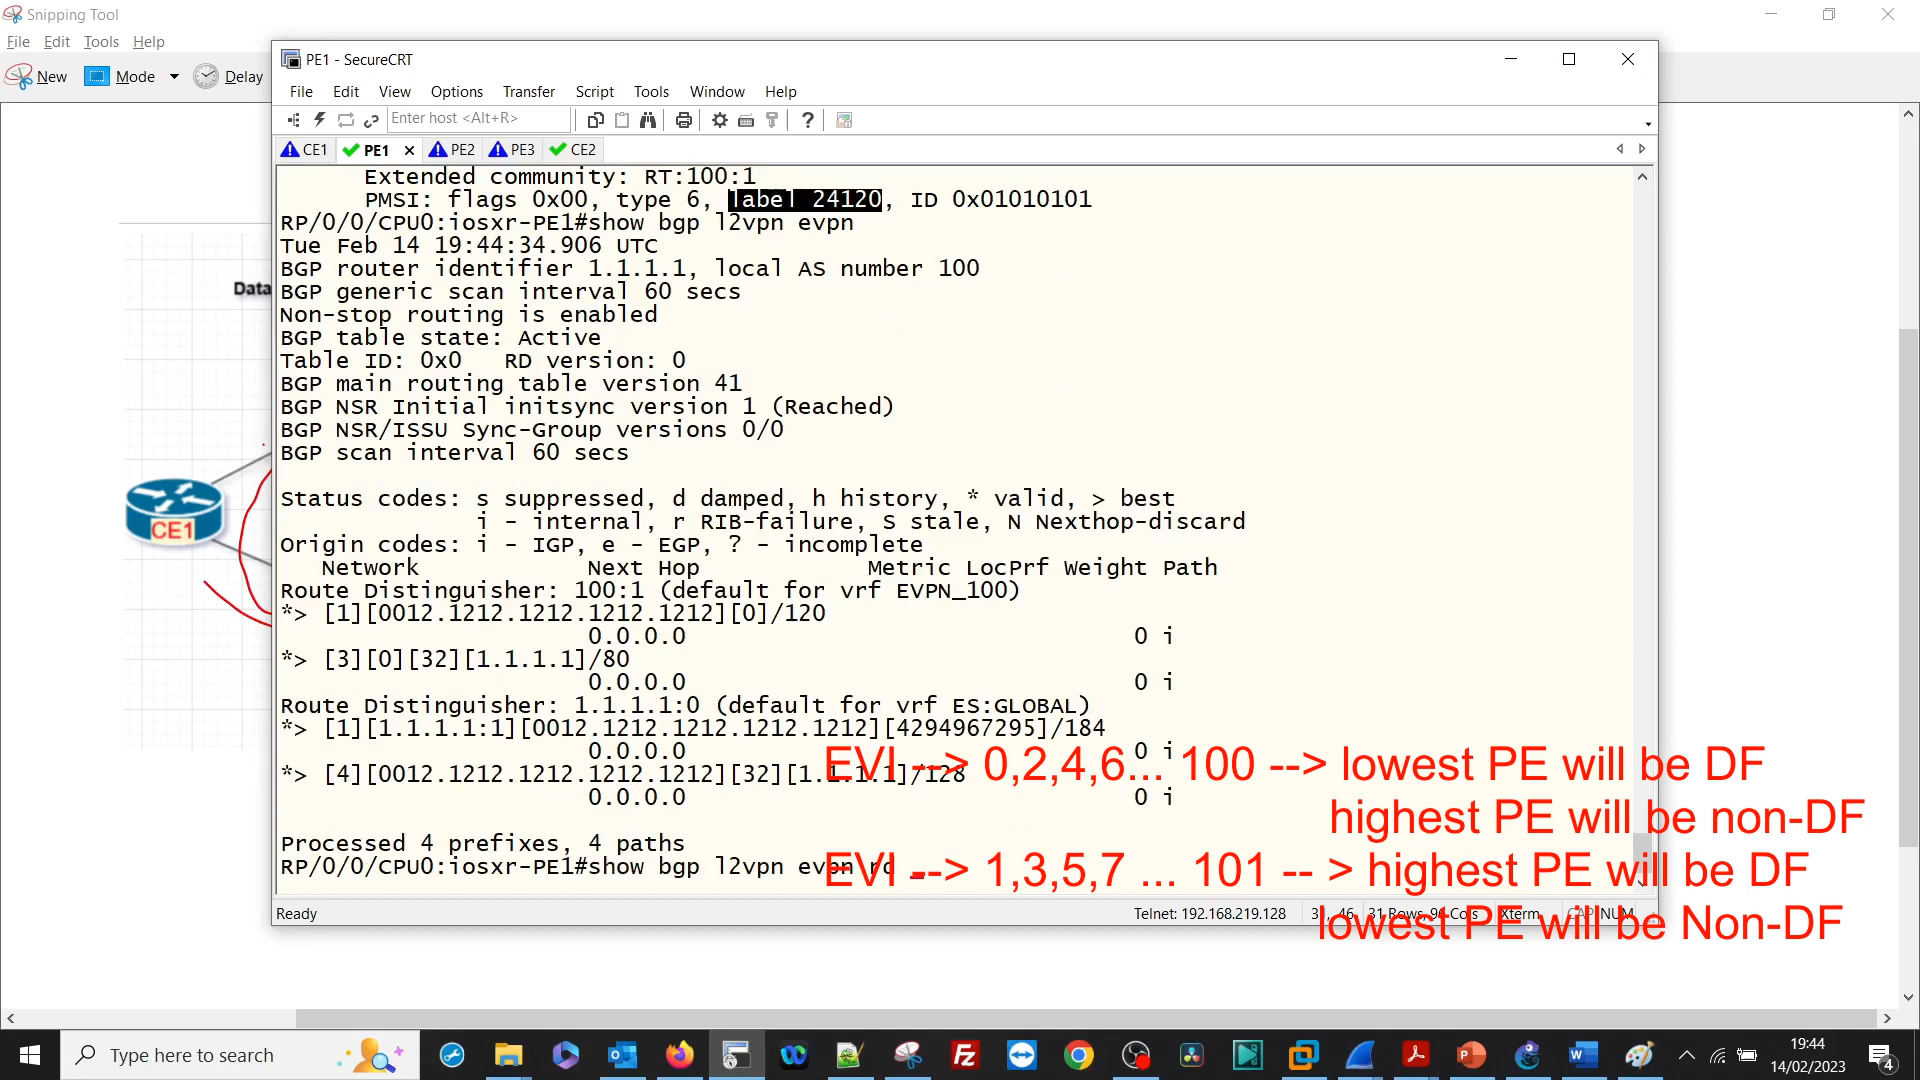 Snipping Tool
File Edit Tools Help
New Mode Delay
PE1 - SecureCRT
File Edit View Options Transfer Script Tools Window Help
Enter host <Alt+R>
CE1 PE1 PE2 PE3 CE2
Extended community: RT:100:1
PMSI: flags 0x00, type 6, label 24120, ID 0x01010101
RP/0/0/CPU0:iosxr-PE1#show bgp l2vpn evpn
Tue Feb 14 19:44:34.906 UTC
BGP router identifier 1.1.1.1, local AS number 100
BGP generic scan interval 60 secs
Non-stop routing is enabled
BGP table state: Active
Table ID: 0x0 RD version: 0
BGP main routing table version 41
BGP NSR Initial initsync version 1 (Reached)
BGP NSR/ISSU Sync-Group versions 0/0
BGP scan interval 60 secs
Status codes: s suppressed, d damped, h history, * valid, > best
i - internal, r RIB-failure, S stale, N Nexthop-discard
Origin codes: i - IGP, e - EGP, ? - incomplete
Network Next Hop Metric LocPrf Weight Path
Route Distinguisher: 100:1 (default for vrf EVPN_100)
*> [1][0012.1212.1212.1212.1212][0]/120
0.0.0.0 0 i
*> [3][0][32][1.1.1.1]/80
0.0.0.0 0 i
Route Distinguisher: 1.1.1.1:0 (default for vrf ES:GLOBAL)
*> [1][1.1.1.1:1][0012.1212.1212.1212.1212][4294967295]/184
0.0.0.0 0 i
*> [4][0012.1212.1212.1212.1212][32][1.1.1.1]/128
0.0.0.0 0 i
Processed 4 prefixes, 4 paths
RP/0/0/CPU0:iosxr-PE1#show bgp l2vpn evpn rd _
EVI --> 0,2,4,6... 100 --> lowest PE will be DF
highest PE will be non-DF
EVI --> 1,3,5,7 ... 101 -- > highest PE will be DF
lowest PE will be Non-DF
Ready Telnet: 192.168.219.128 31, 46 31 Rows, 96 Cols Xterm CAP NUM
Data
CE1
Type here to search
19:44
14/02/2023
4